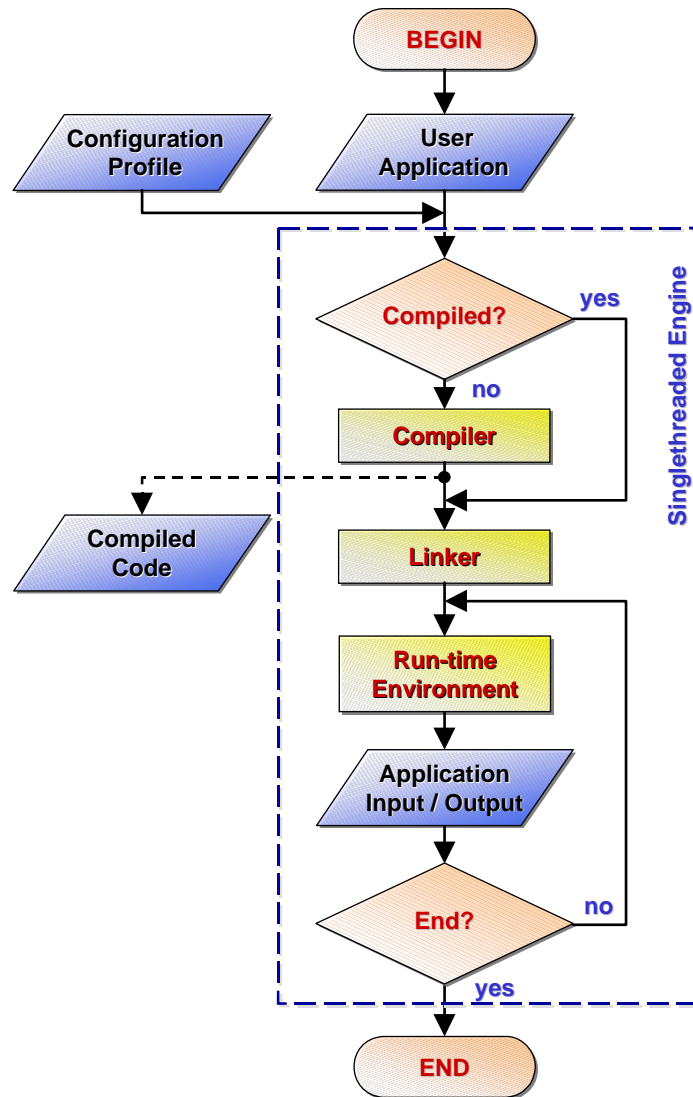 BEGIN
Configuration
Profile
User
Application
Compiled?
yes
no
Singlethreaded Engine
Compiler
Compiled
Code
Linker
Run-time
Environment
Application
Input / Output
End?
no
yes
END